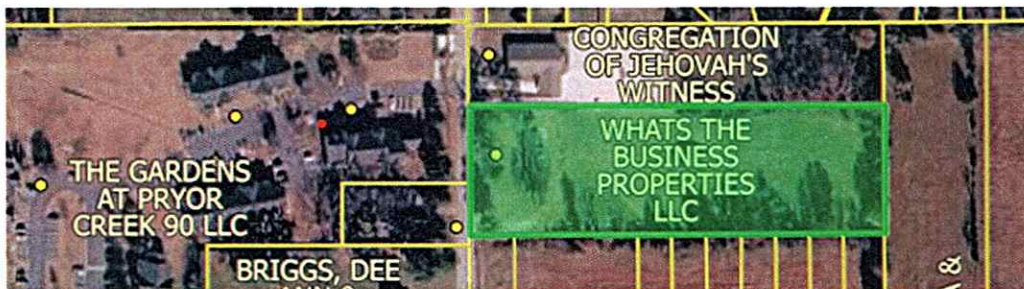 CONGREGATION
OF JEHOVAH'S
WITNESS
WHATS THE
BUSINESS
PROPERTIES
LLC
THE GARDENS
AT PRYOR
CREEK 90 LLC
BRIGGS, DEE
&